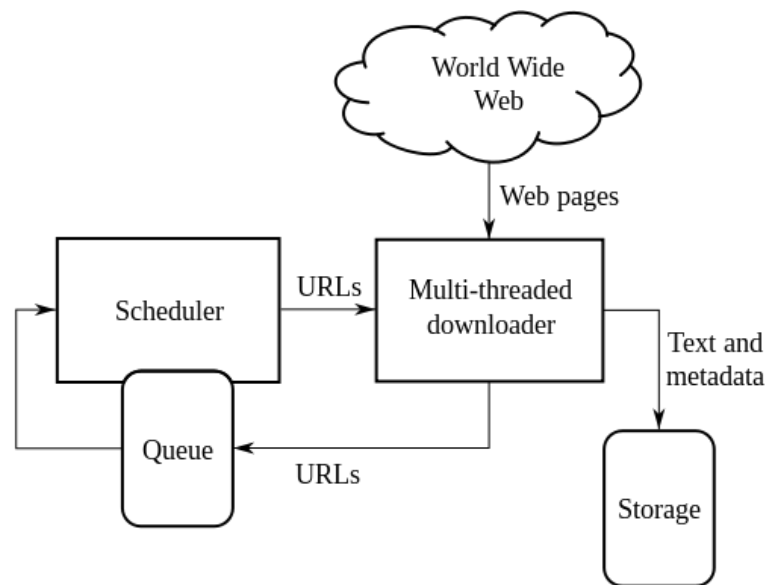 World Wide
Web
Web pages
Scheduler
URLs
Multi-threaded
downloader
Text and
metadata
Queue
URLs
Storage